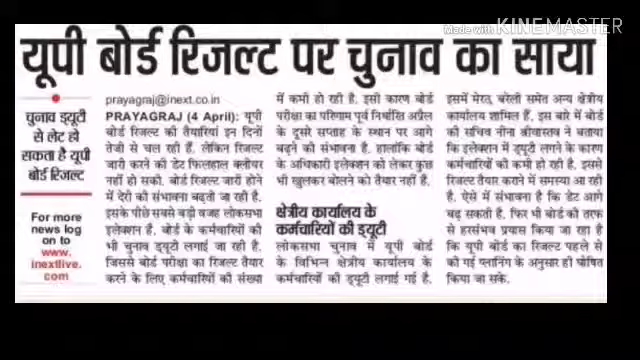 Made with KINEMASTER
यूपी बोर्ड रिजल्ट पर चुनाव का साया
चुनाव ड्यूटी
से लेट हो
सकता है यूपी
बोर्ड रिजल्ट
For more
news log
on to
www.
inextlive.
com
prayagraj@inext.co.in
PRAYAGRAJ (4 April): यूपी
बोर्ड रिजल्ट की तैयारियां इन दिनों
तेजी से चल रही हैं. लेकिन रिजल्ट
जारी करने की डेट फिलहाल क्लीयर
नहीं हो सकी. बोर्ड रिजल्ट जारी होने
में देरी की संभावना बढ़ती जा रही है.
इसके पीछे सबसे बड़ी वजह लोकसभा
इलेक्शन है. बोर्ड के कर्मचारियों की
भी चुनाव ड्यूटी लगाई जा रही है.
जिससे बोर्ड परीक्षा का रिजल्ट तैयार
करने के लिए कर्मचारियों की संख्या
में कमी हो रही है. इसी कारण बोर्ड
परीक्षा का परिणाम पूर्व निर्धारित अप्रैल
के दूसरे सप्ताह के स्थान पर आगे
बढ़ने की संभावना है. हालांकि बोर्ड
के अधिकारी इलेक्शन को लेकर कुछ
भी खुलकर बोलने को तैयार नहीं है.
क्षेत्रीय कार्यालय के
कर्मचारियों की ड्यूटी
लोकसभा चुनाव में यूपी बोर्ड
के विभिन्न क्षेत्रीय कार्यालय के
कर्मचारियों की ड्यूटी लगाई गई है.
इसमें मेरठ, बरेली समेत अन्य क्षेत्रीय
कार्यालय शामिल हैं. इस बारे में बोर्ड
की सचिव नीना श्रीवास्तव ने बताया
कि इलेक्शन में ड्यूटी लगने के कारण
कर्मचारियों की कमी हो रही है. इससे
रिजल्ट तैयार कराने में समस्या आ रही
है. ऐसे में संभावना है कि डेट आगे
बढ़ सकती है. फिर भी बोर्ड की तरफ
से हरसंभव प्रयास किया जा रहा है
कि यूपी बोर्ड का रिजल्ट पहले से
की गई प्लानिंग के अनुसार ही घोषित
किया जा सके.